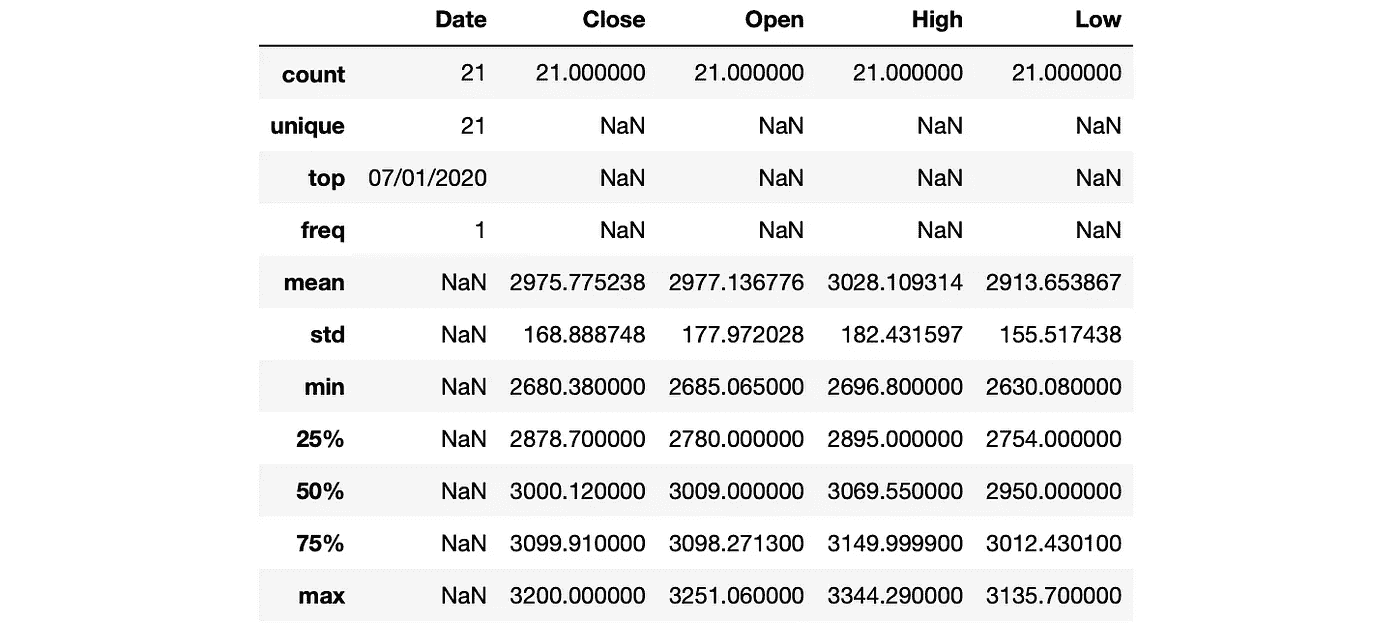 Date Close Open High Low
count 21 21.000000 21.000000 21.000000 21.000000
unique 21 NaN NaN NaN NaN
top 07/01/2020 NaN NaN NaN NaN
freq 1 NaN NaN NaN NaN
mean NaN 2975.775238 2977.136776 3028.109314 2913.653867
std NaN 168.888748 177.972028 182.431597 155.517438
min NaN 2680.380000 2685.065000 2696.800000 2630.080000
25% NaN 2878.700000 2780.000000 2895.000000 2754.000000
50% NaN 3000.120000 3009.000000 3069.550000 2950.000000
75% NaN 3099.910000 3098.271300 3149.999900 3012.430100
max NaN 3200.000000 3251.060000 3344.290000 3135.700000